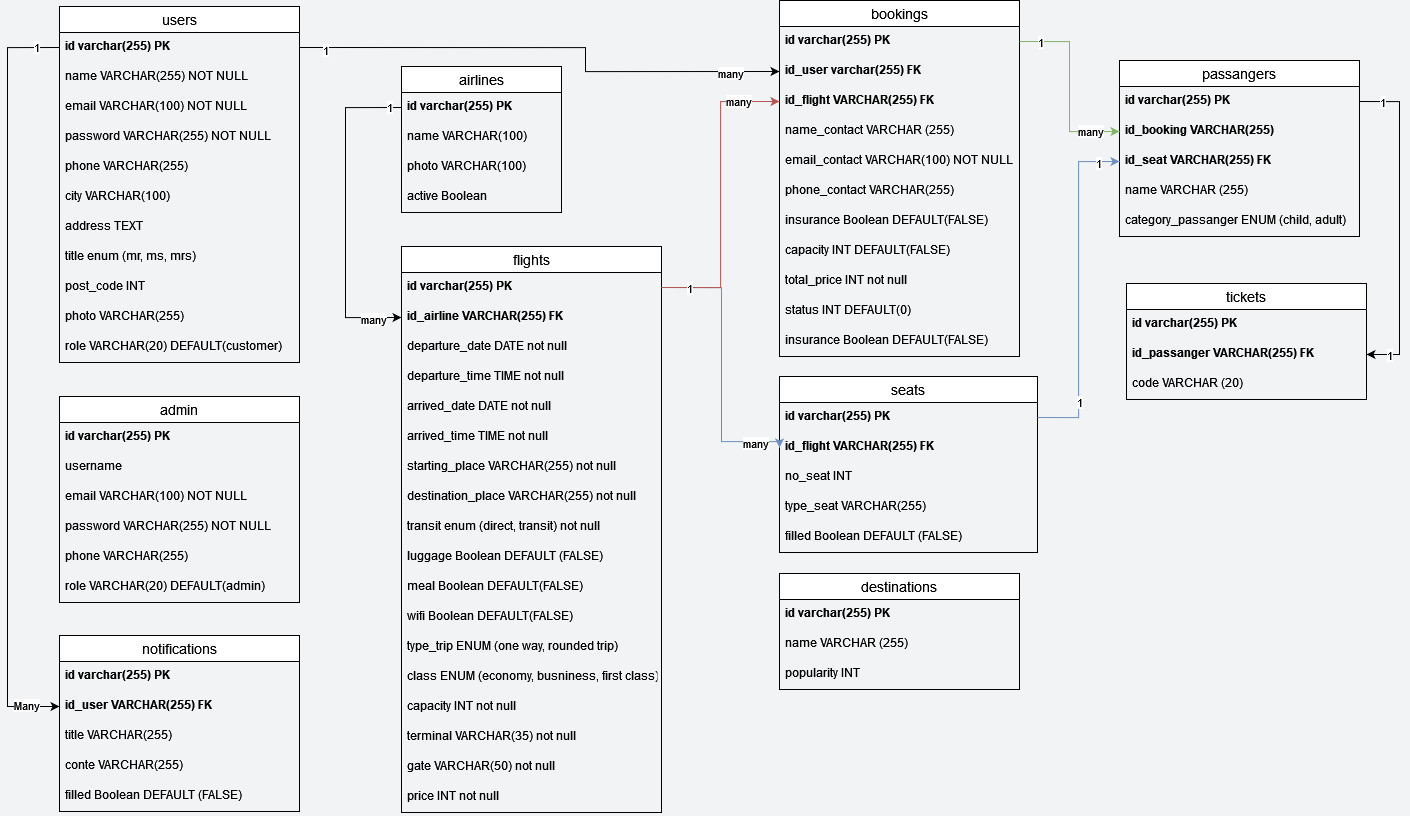 users
id varchar(255) PK
name VARCHAR(255) NOT NULL
email VARCHAR(100) NOT NULL
password VARCHAR(255) NOT NULL
phone VARCHAR(255)
city VARCHAR(100)
address TEXT
title enum (mr, ms, mrs)
post_code INT
photo VARCHAR(255)
role VARCHAR(20) DEFAULT(customer)
admin
id varchar(255) PK
username
email VARCHAR(100) NOT NULL
password VARCHAR(255) NOT NULL
phone VARCHAR(255)
role VARCHAR(20) DEFAULT(admin)
notifications
id varchar(255) PK
id_user VARCHAR(255) FK
title VARCHAR(255)
conte VARCHAR(255)
filled Boolean DEFAULT (FALSE)
1
Many
1
many
airlines
id varchar(255) PK
name VARCHAR(100)
photo VARCHAR(100)
active Boolean
1
many
flights
id varchar(255) PK
id_airline VARCHAR(255) FK
departure_date DATE not null
departure_time TIME not null
arrived_date DATE not null
arrived_time TIME not null
starting_place VARCHAR(255) not null
destination_place VARCHAR(255) not null
transit enum (direct, transit) not null
luggage Boolean DEFAULT (FALSE)
meal Boolean DEFAULT(FALSE)
wifi Boolean DEFAULT(FALSE)
type_trip ENUM (one way, rounded trip)
class ENUM (economy, busniness, first class)
capacity INT not null
terminal VARCHAR(35) not null
gate VARCHAR(50) not null
price INT not null
1
many
many
bookings
id varchar(255) PK
id_user varchar(255) FK
id_flight VARCHAR(255) FK
name_contact VARCHAR (255)
email_contact VARCHAR(100) NOT NULL
phone_contact VARCHAR(255)
insurance Boolean DEFAULT(FALSE)
capacity INT DEFAULT(FALSE)
total_price INT not null
status INT DEFAULT(0)
insurance Boolean DEFAULT(FALSE)
seats
id varchar(255) PK
id_flight VARCHAR(255) FK
no_seat INT
type_seat VARCHAR(255)
filled Boolean DEFAULT (FALSE)
destinations
id varchar(255) PK
name VARCHAR (255)
popularity INT
1
many
1
1
passangers
id varchar(255) PK
id_booking VARCHAR(255)
id_seat VARCHAR(255) FK
name VARCHAR (255)
category_passanger ENUM (child, adult)
1
1
tickets
id varchar(255) PK
id_passanger VARCHAR(255) FK
code VARCHAR (20)